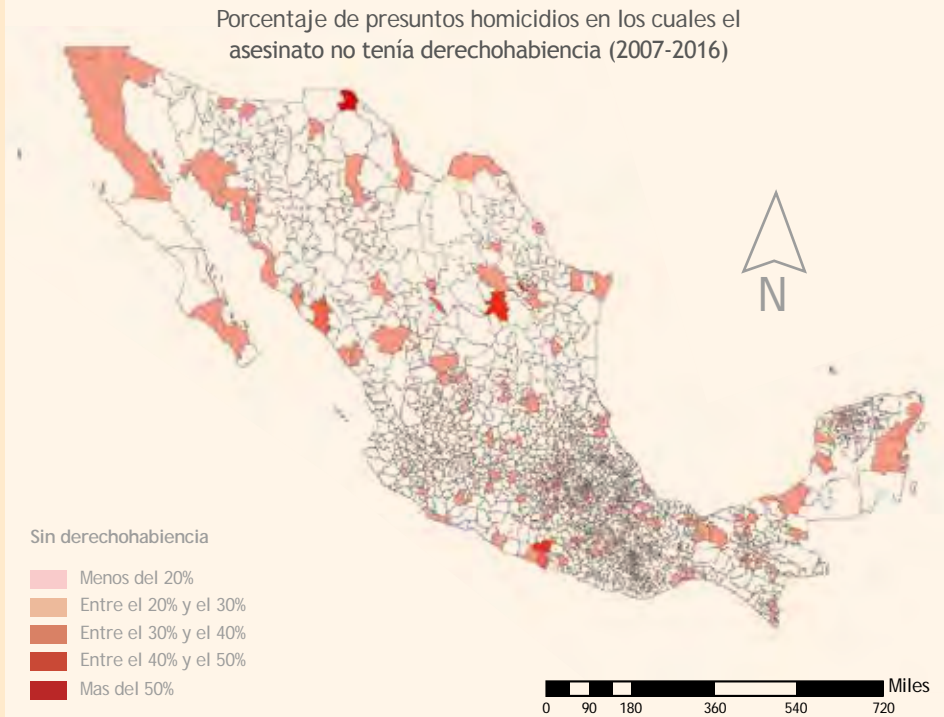 Porcentaje de presuntos homicidios en los cuales el
asesinato no tenía derechohabiencia (2007-2016)
N
Sin derechohabiencia
Menos del 20%
Entre el 20% y el 30%
Entre el 30% y el 40%
Entre el 40% y el 50%
Mas del 50%
Miles
0 90 180 360 540 720